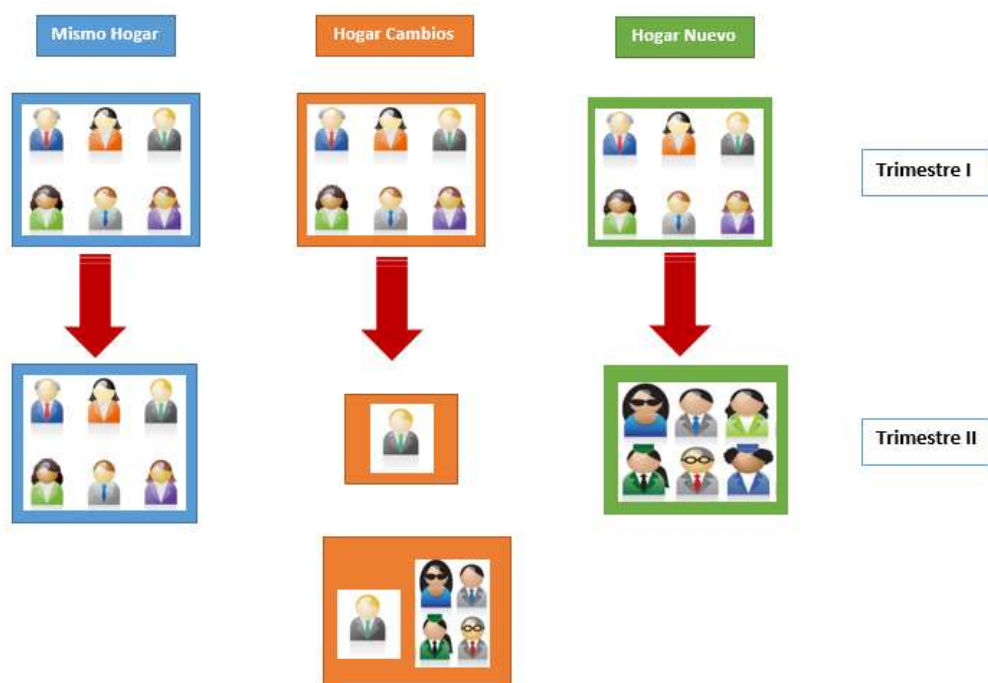 Mismo Hogar
Hogar Cambios
Hogar Nuevo
Trimestre I
Trimestre II